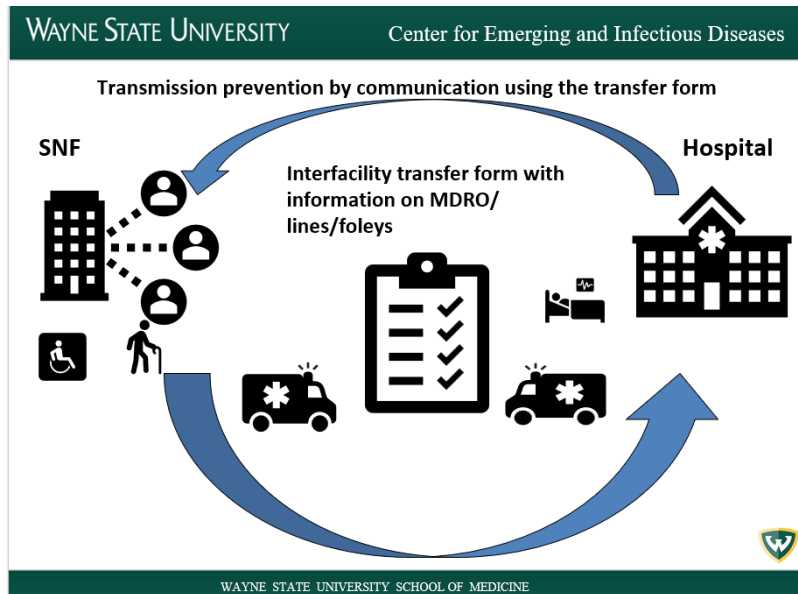 WAYNE STATE UNIVERSITY
Center for Emerging and Infectious Diseases
Transmission prevention by communication using the transfer form
SNF
Hospital
Interfacility transfer form with
information on MDRO/
lines/foleys
W
WAYNE STATE UNIVERSITY SCHOOL OF MEDICINE